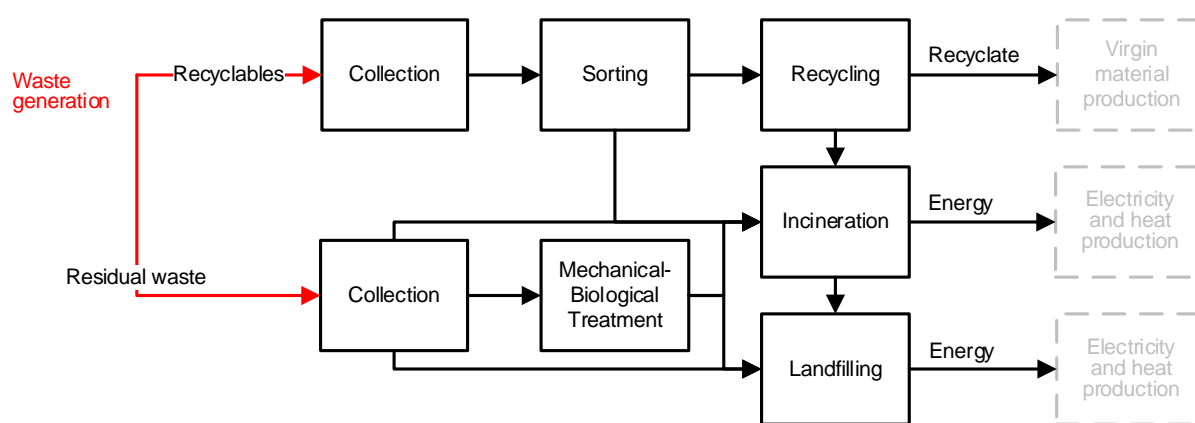 Waste
generation
Recyclables
Collection
Sorting
Recycling
Recyclate
Virgin
material
production
Incineration
Energy
Electricity
and heat
production
Residual waste
Collection
Mechanical-
Biological
Treatment
Landfilling
Energy
Electricity
and heat
production